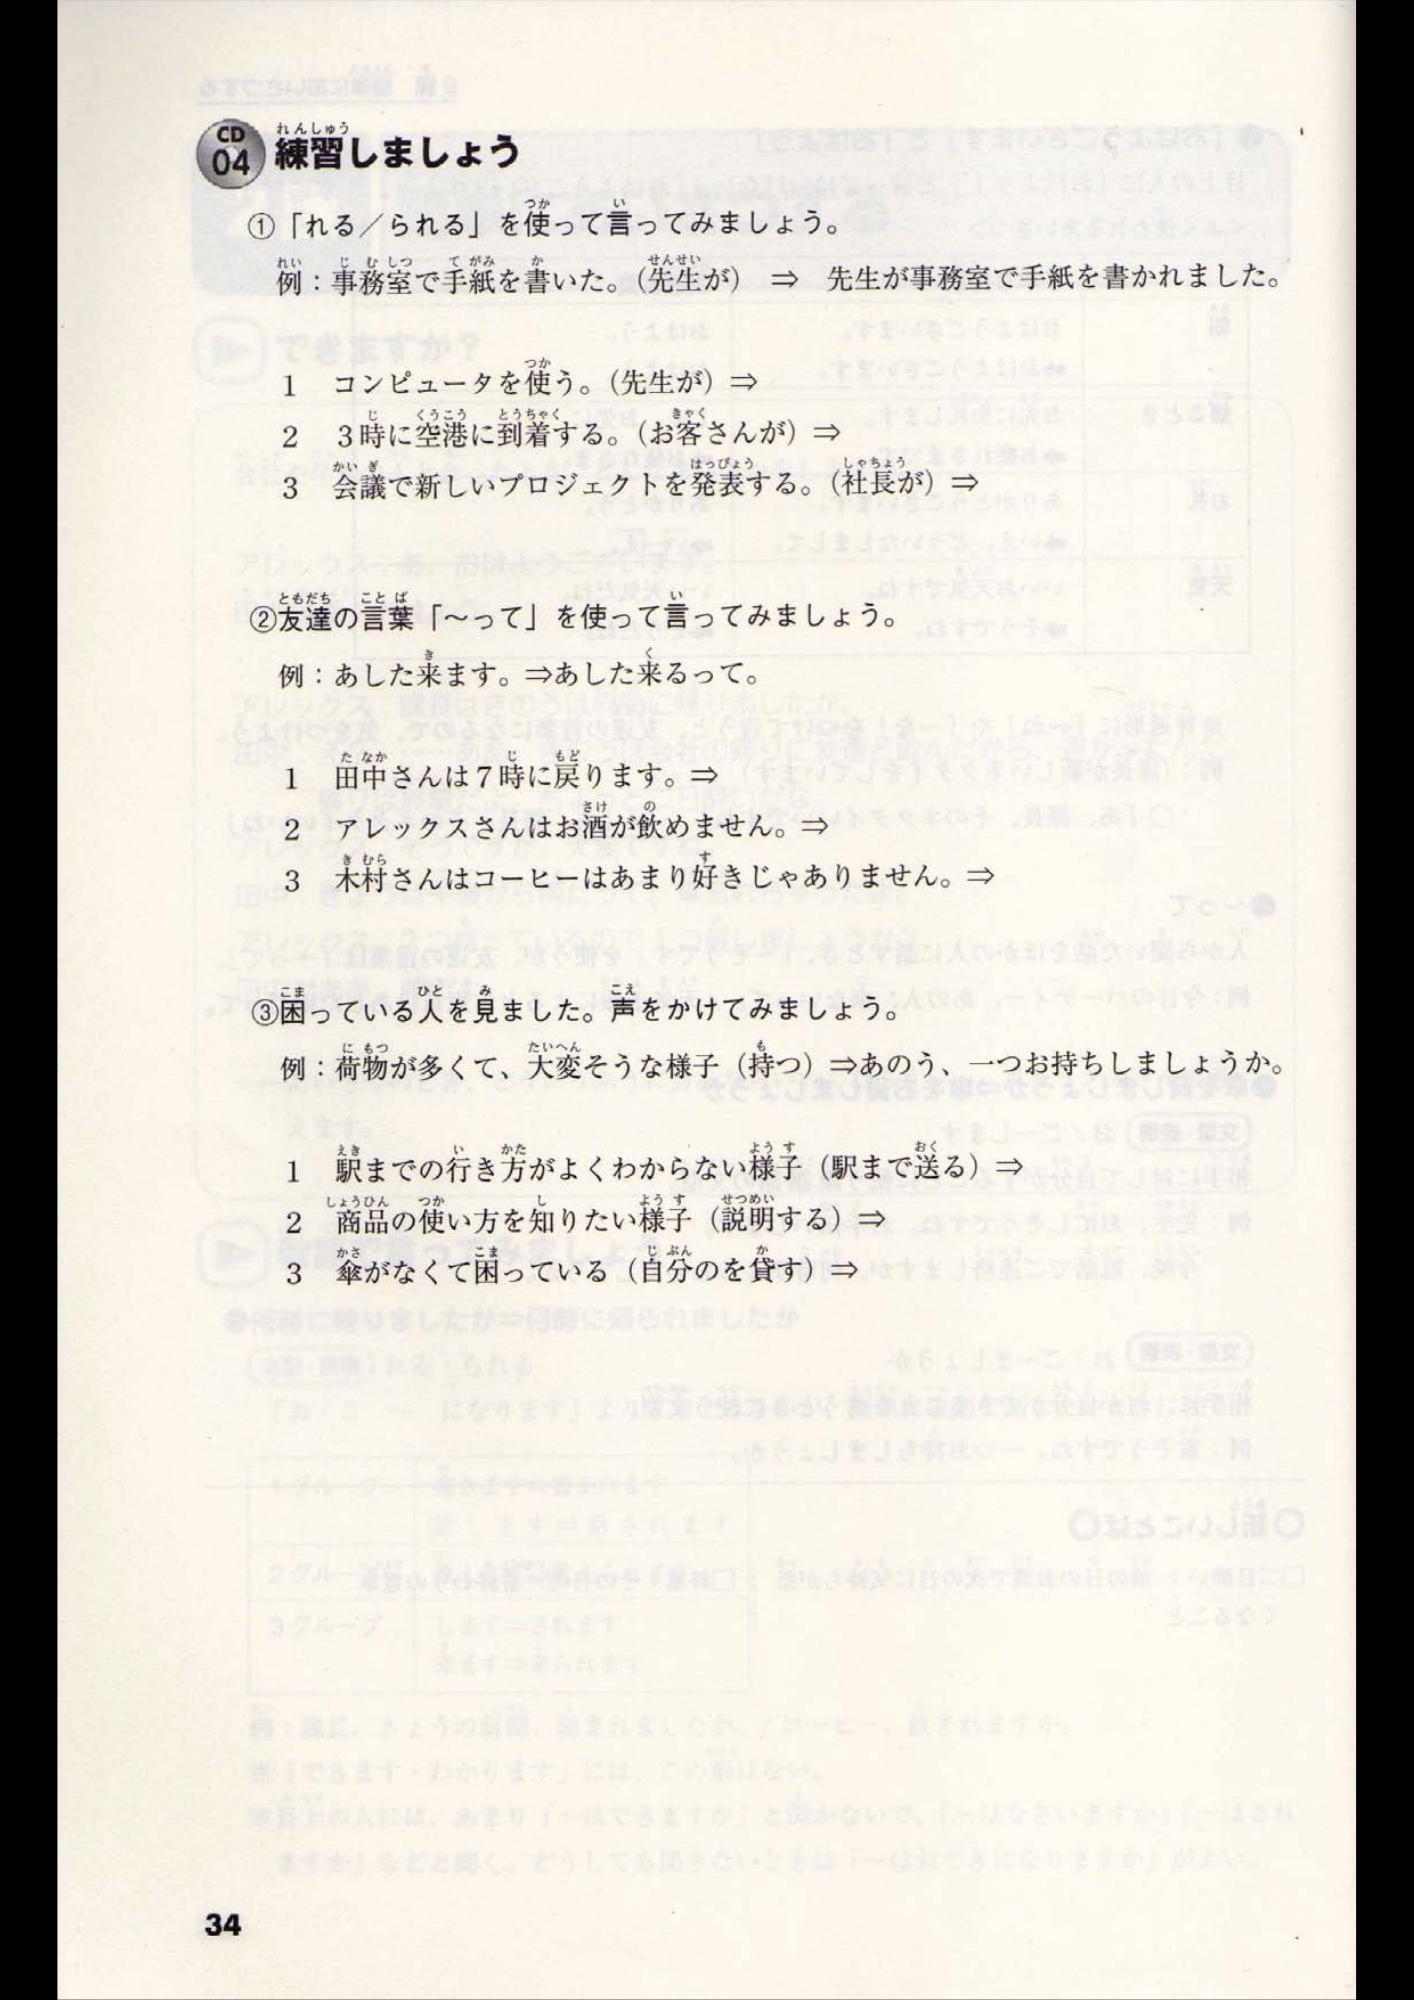 CD 04 練習しましょう
①「れる／られる」を使って言ってみましょう。
例：事務室で手紙を書いた。（先生が） ⇒ 先生が事務室で手紙を書かれました。
1 コンピュータを使う。（先生が）⇒
2 3時に空港に到着する。（お客さんが）⇒
3 会議で新しいプロジェクトを発表する。（社長が）⇒
②友達の言葉「～って」を使って言ってみましょう。
例：あした来ます。⇒あした来るって。
1 田中さんは7時に戻ります。⇒
2 アレックスさんはお酒が飲めません。⇒
3 木村さんはコーヒーはあまり好きじゃありません。⇒
③困っている人を見ました。声をかけてみましょう。
例：荷物が多くて、大変そうな様子（持つ）⇒あのう、一つお持ちしましょうか。
1 駅までの行き方がよくわからない様子（駅まで送る）⇒
2 商品の使い方を知りたい様子（説明する）⇒
3 傘がなくて困っている（自分のを貸す）⇒
34